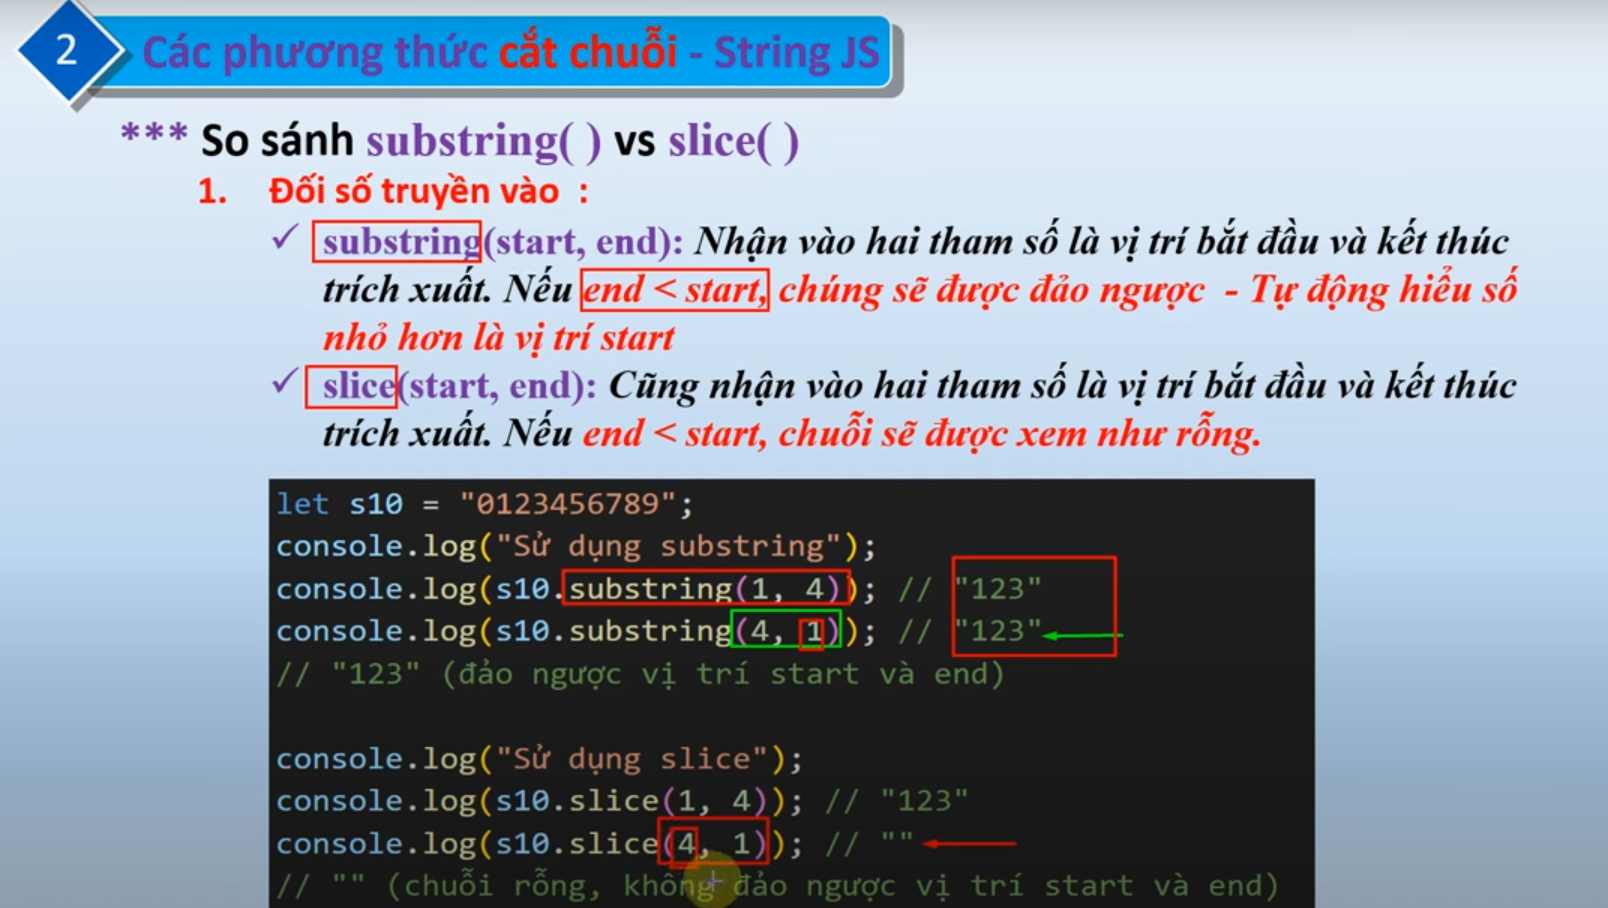 2
Các phương thức cắt chuỗi - String JS
*** So sánh substring( ) vs slice( )
1. Đối số truyền vào :
✓ substring(start, end): Nhận vào hai tham số là vị trí bắt đầu và kết thúc
trích xuất. Nếu end < start, chúng sẽ được đảo ngược - Tự động hiểu số
nhỏ hơn là vị trí start
✓ slice(start, end): Cũng nhận vào hai tham số là vị trí bắt đầu và kết thúc
trích xuất. Nếu end < start, chuỗi sẽ được xem như rỗng.
let s10 = "0123456789";
console.log("Sử dụng substring");
console.log(s10.substring(1, 4)); // "123"
console.log(s10.substring(4, 1)); // "123"
// "123" (đảo ngược vị trí start và end)
console.log("Sử dụng slice");
console.log(s10.slice(1, 4)); // "123"
console.log(s10.slice(4, 1)); // ""
// "" (chuỗi rỗng, không đảo ngược vị trí start và end)